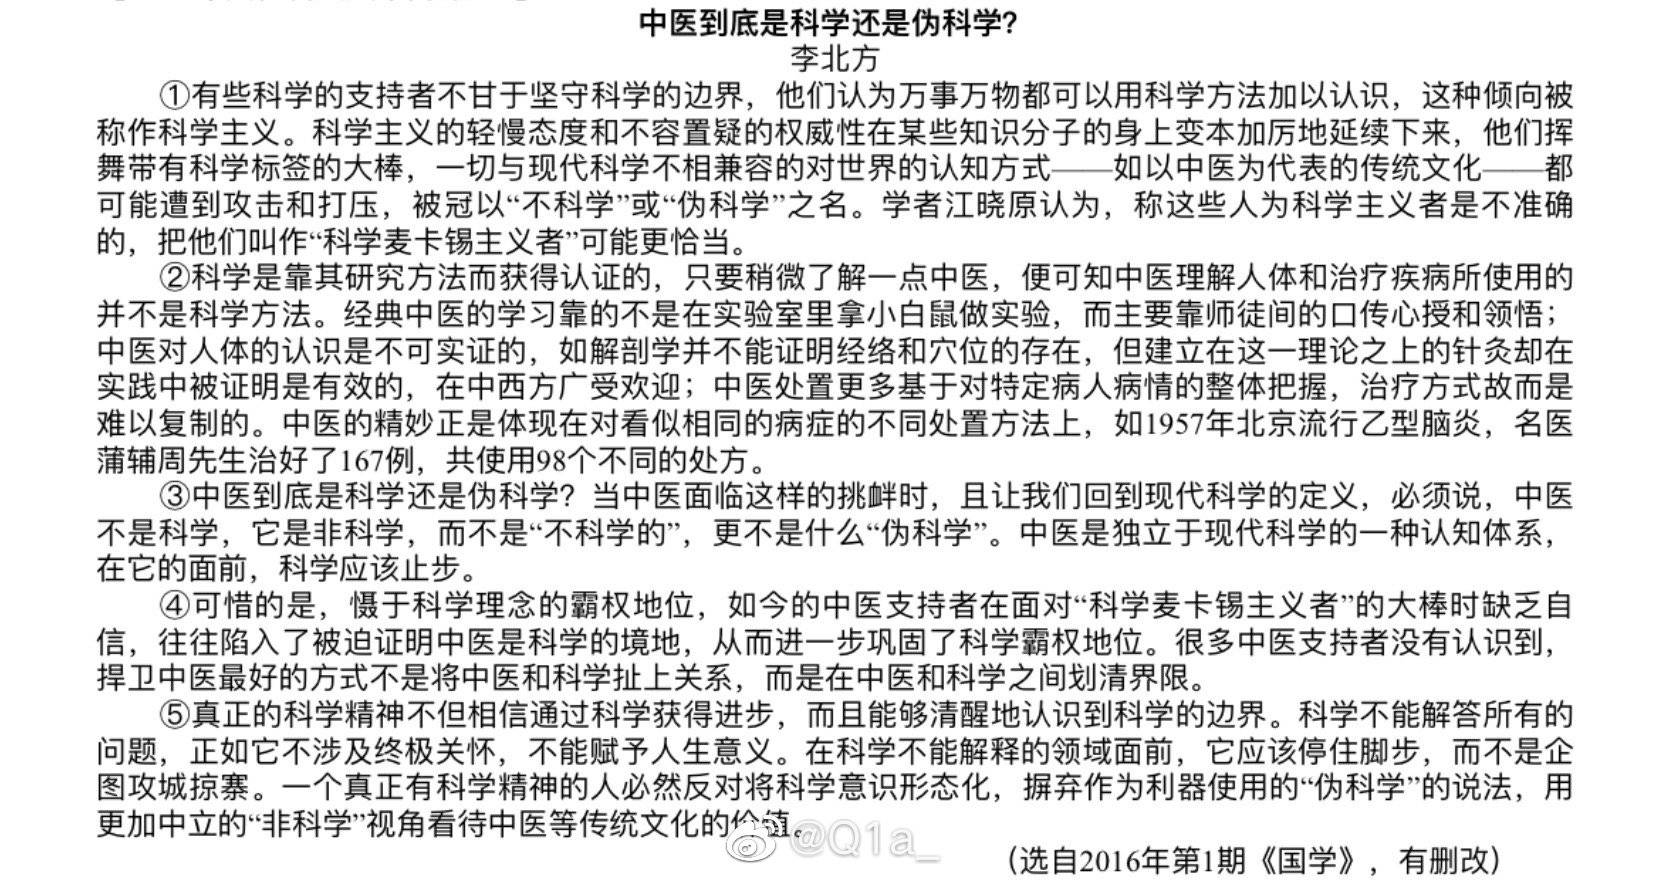 中医到底是科学还是伪科学？
李北方
①有些科学的支持者不甘于坚守科学的边界，他们认为万事万物都可以用科学方法加以认识，这种倾向被
称作科学主义。科学主义的轻慢态度和不容置疑的权威性在某些知识分子的身上变本加厉地延续下来，他们挥
舞带有科学标签的大棒，一切与现代科学不相兼容的对世界的认知方式——如以中医为代表的传统文化——都
可能遭到攻击和打压，被冠以“不科学”或“伪科学”之名。学者江晓原认为，称这些人为科学主义者是不准确
的，把他们叫作“科学麦卡锡主义者”可能更恰当。
②科学是靠其研究方法而获得认证的，只要稍微了解一点中医，便可知中医理解人体和治疗疾病所使用的
并不是科学方法。经典中医的学习靠的不是在实验室里拿小白鼠做实验，而主要靠师徒间的口传心授和领悟；
中医对人体的认识是不可实证的，如解剖学并不能证明经络和穴位的存在，但建立在这一理论之上的针灸却在
实践中被证明是有效的，在中西方广受欢迎；中医处置更多基于对特定病人病情的整体把握，治疗方式故而是
难以复制的。中医的精妙正是体现在对看似相同的病症的不同处置方法上，如1957年北京流行乙型脑炎，名医
蒲辅周先生治好了167例，共使用98个不同的处方。
③中医到底是科学还是伪科学？当中医面临这样的挑衅时，且让我们回到现代科学的定义，必须说，中医
不是科学，它是非科学，而不是“不科学的”，更不是什么“伪科学”。中医是独立于现代科学的一种认知体系，
在它的面前，科学应该止步。
④可惜的是，慑于科学理念的霸权地位，如今的中医支持者在面对“科学麦卡锡主义者”的大棒时缺乏自
信，往往陷入了被迫证明中医是科学的境地，从而进一步巩固了科学霸权地位。很多中医支持者没有认识到，
捍卫中医最好的方式不是将中医和科学扯上关系，而是在中医和科学之间划清界限。
⑤真正的科学精神不但相信通过科学获得进步，而且能够清醒地认识到科学的边界。科学不能解答所有的
问题，正如它不涉及终极关怀，不能赋予人生意义。在科学不能解释的领域面前，它应该停住脚步，而不是企
图攻城掠寨。一个真正有科学精神的人必然反对将科学意识形态化，摒弃作为利器使用的“伪科学”的说法，用
更加中立的“非科学”视角看待中医等传统文化的价值。
@Q1a_
（选自2016年第1期《国学》，有删改）